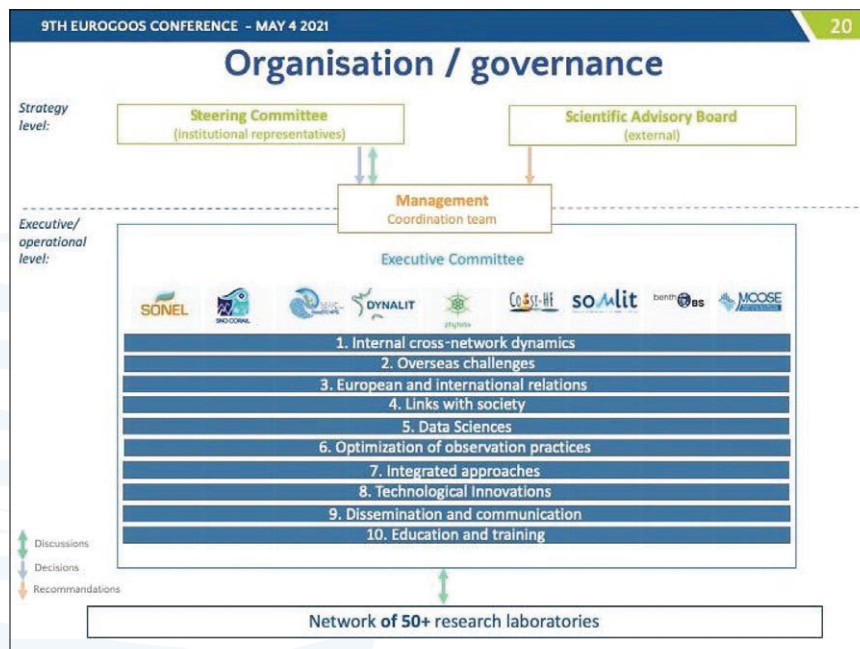 9TH EUROGOOS CONFERENCE - MAY 4 2021
20
Organisation / governance
Strategy
level:
Steering Committee
(institutional representatives)
Scientific Advisory Board
(external)
Management
Coordination team
Executive/
operational
level:
Executive Committee
SONEL
SNO CORAIL
DYNALIT
phytobs
COAST-HF
SOMLIT
benthOBS
MOOSE
1. Internal cross-network dynamics
2. Overseas challenges
3. European and international relations
4. Links with society
5. Data Sciences
6. Optimization of observation practices
7. Integrated approaches
8. Technological Innovations
9. Dissemination and communication
10. Education and training
Discussions
Decisions
Recommandations
Network of 50+ research laboratories